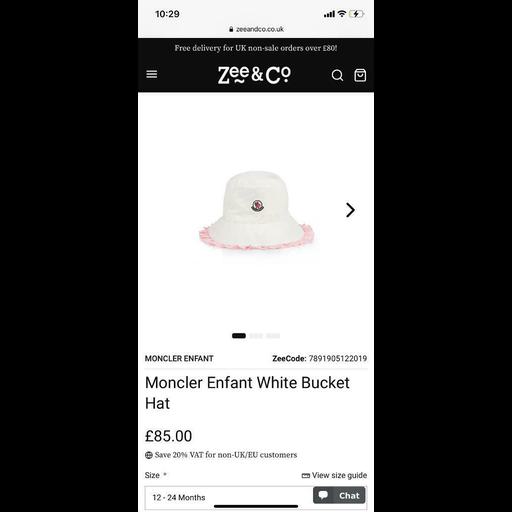 10:29
zeeandco.co.uk
Free delivery for UK non-sale orders over £80!
Zee & Co
MONCLER ENFANT
ZeeCode: 7891905122019
Moncler Enfant White Bucket
Hat
£85.00
Save 20% VAT for non-UK/EU customers
Size *
View size guide
12 - 24 Months
Chat